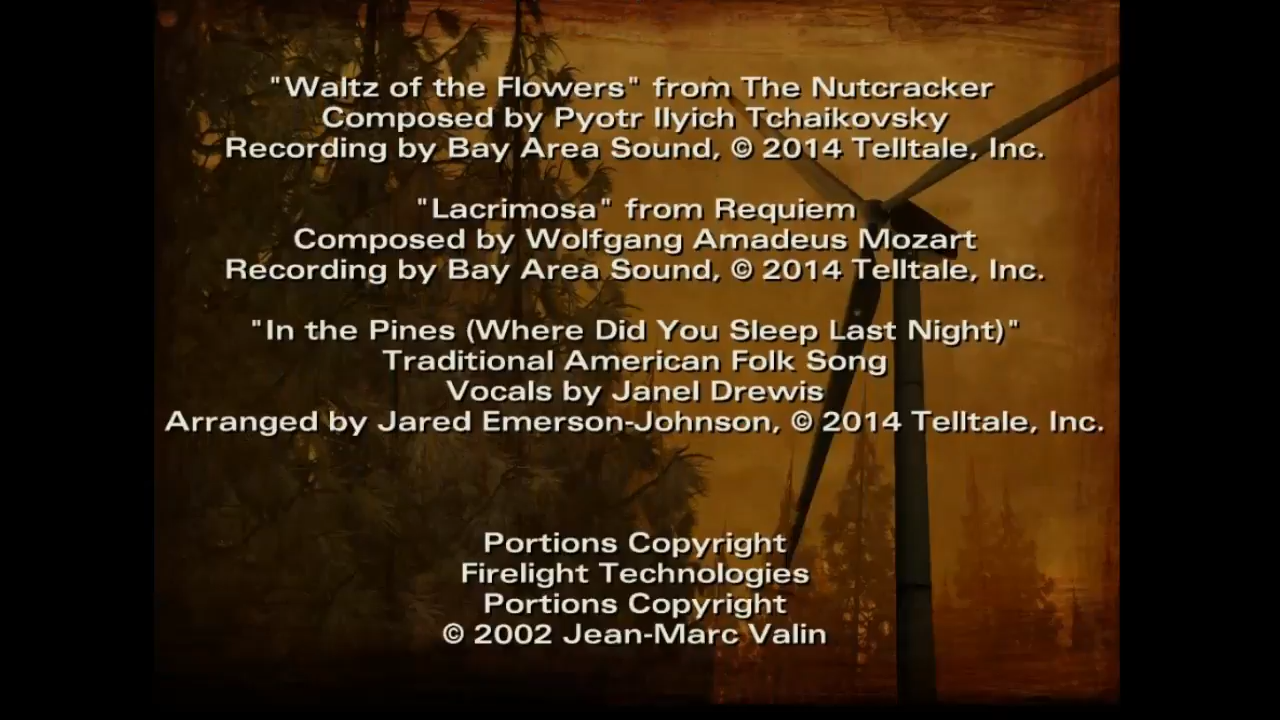 "Waltz of the Flowers" from The Nutcracker
Composed by Pyotr Ilyich Tchaikovsky
Recording by Bay Area Sound, © 2014 Telltale, Inc.
"Lacrimosa" from Requiem
Composed by Wolfgang Amadeus Mozart
Recording by Bay Area Sound, © 2014 Telltale, Inc.
"In the Pines (Where Did You Sleep Last Night)"
Traditional American Folk Song
Vocals by Janel Drewis
Arranged by Jared Emerson-Johnson, © 2014 Telltale, Inc.
Portions Copyright
Firelight Technologies
Portions Copyright
© 2002 Jean-Marc Valin